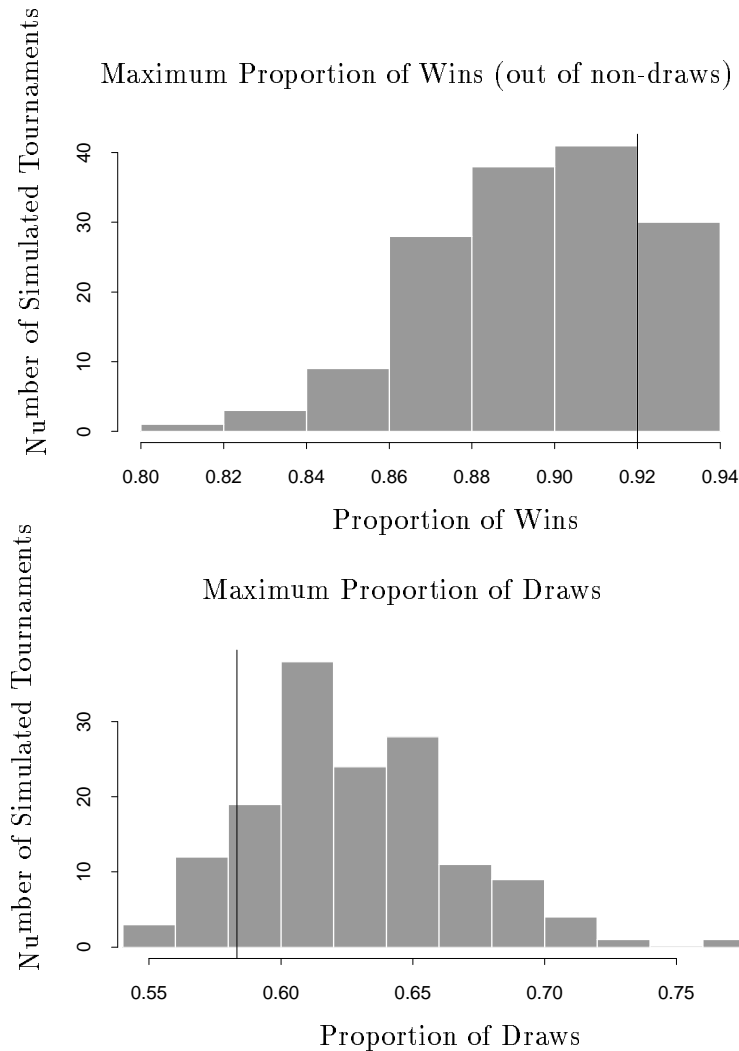 Maximum Proportion of Wins (out of non-draws)
Number of Simulated Tournaments
40
30
20
10
0
0.80 0.82 0.84 0.86 0.88 0.90 0.92 0.94
Proportion of Wins
Maximum Proportion of Draws
Number of Simulated Tournaments
30
20
10
0
0.55 0.60 0.65 0.70 0.75
Proportion of Draws